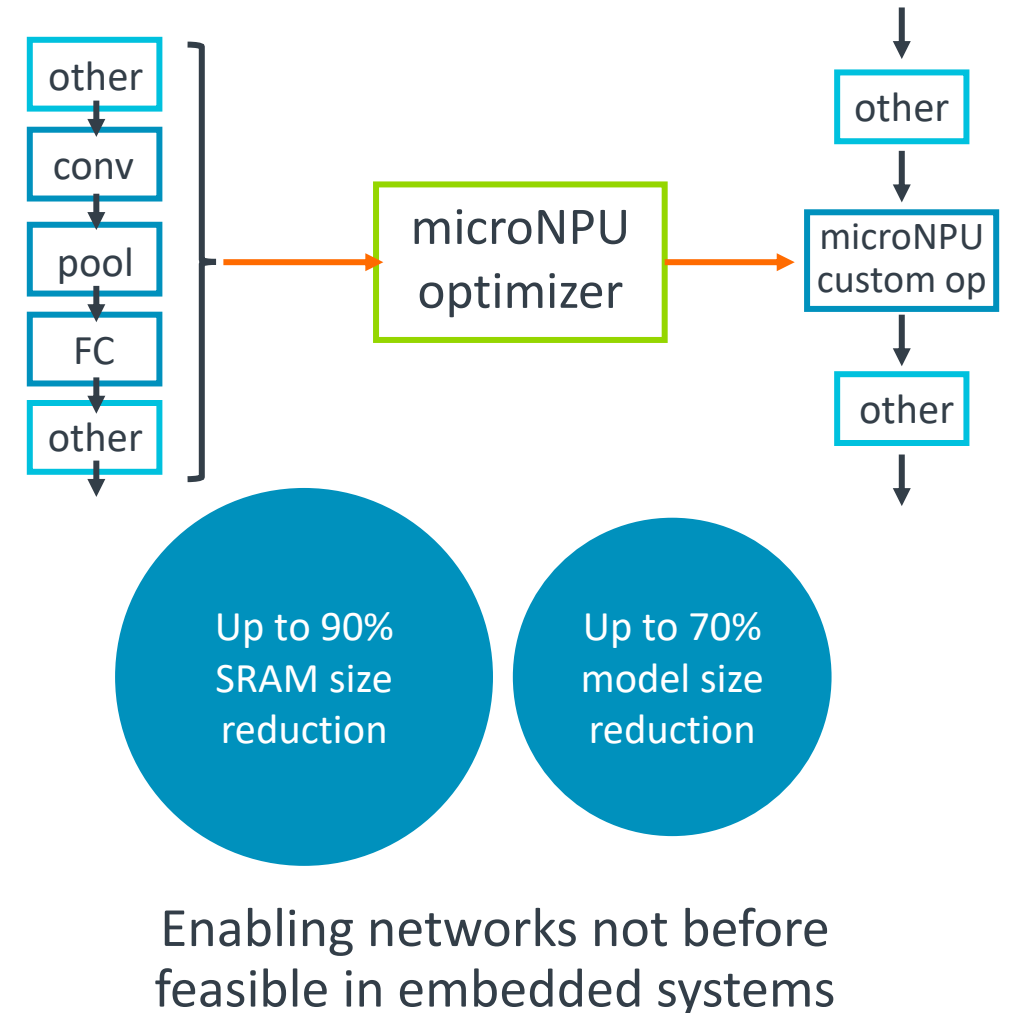 other
conv
pool
FC
other
microNPU
optimizer
other
microNPU
custom op
other
Up to 90%
SRAM size
reduction
Up to 70%
model size
reduction
Enabling networks not before
feasible in embedded systems